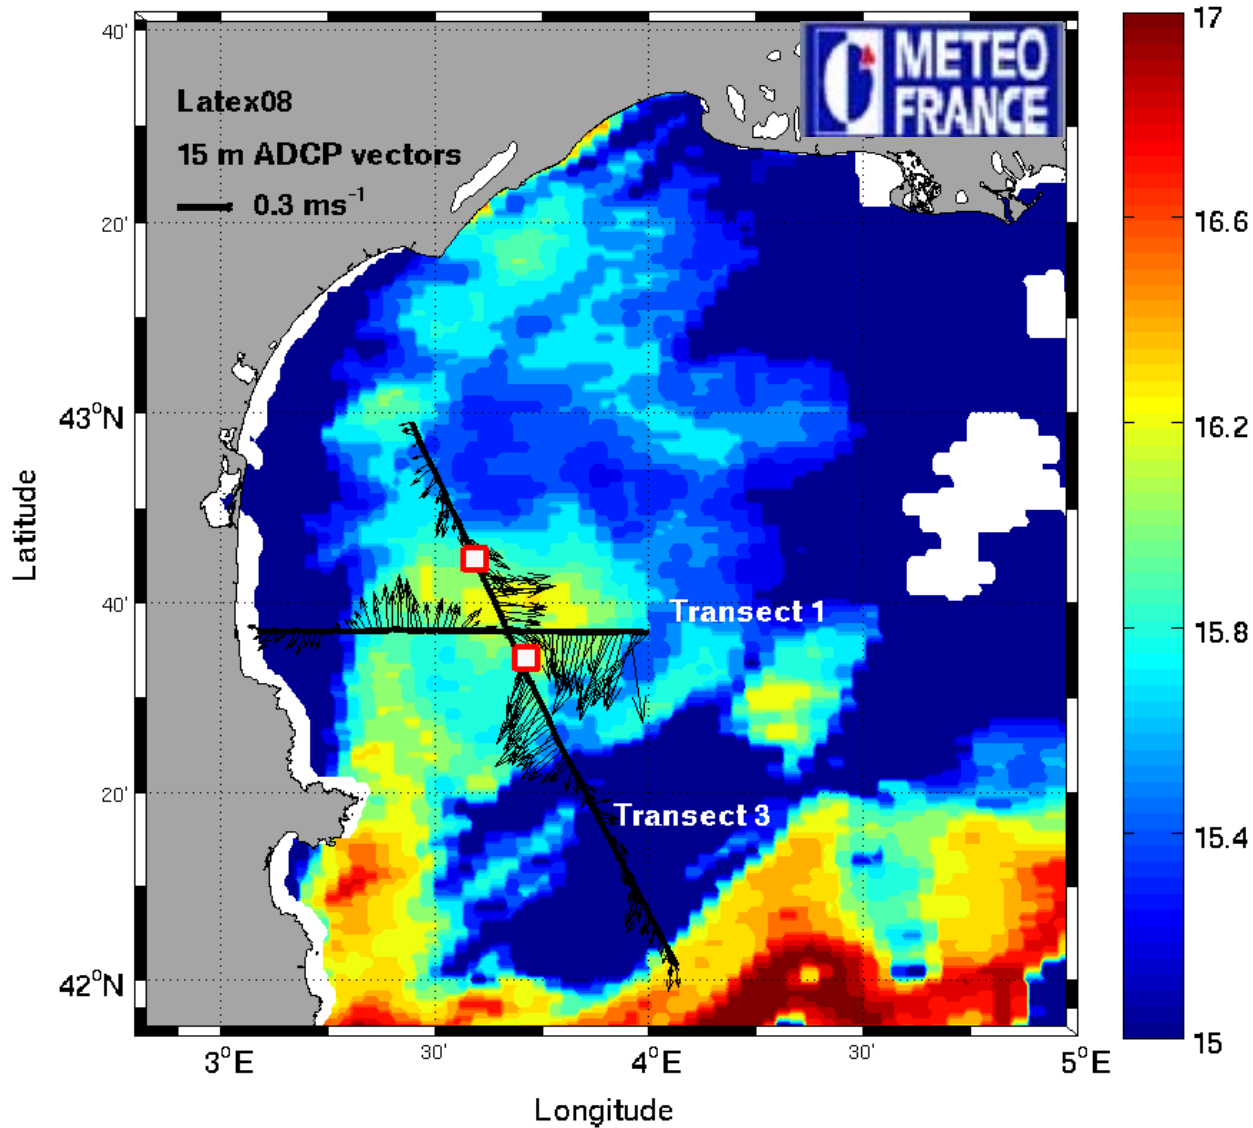 METEO
FRANCE
Latex08
15 m ADCP vectors
0.3 ms⁻¹
Transect 1
Transect 3
40'
20'
43°N
40'
20'
42°N
Latitude
3°E
30'
4°E
30'
5°E
Longitude
17
16.6
16.2
15.8
15.4
15